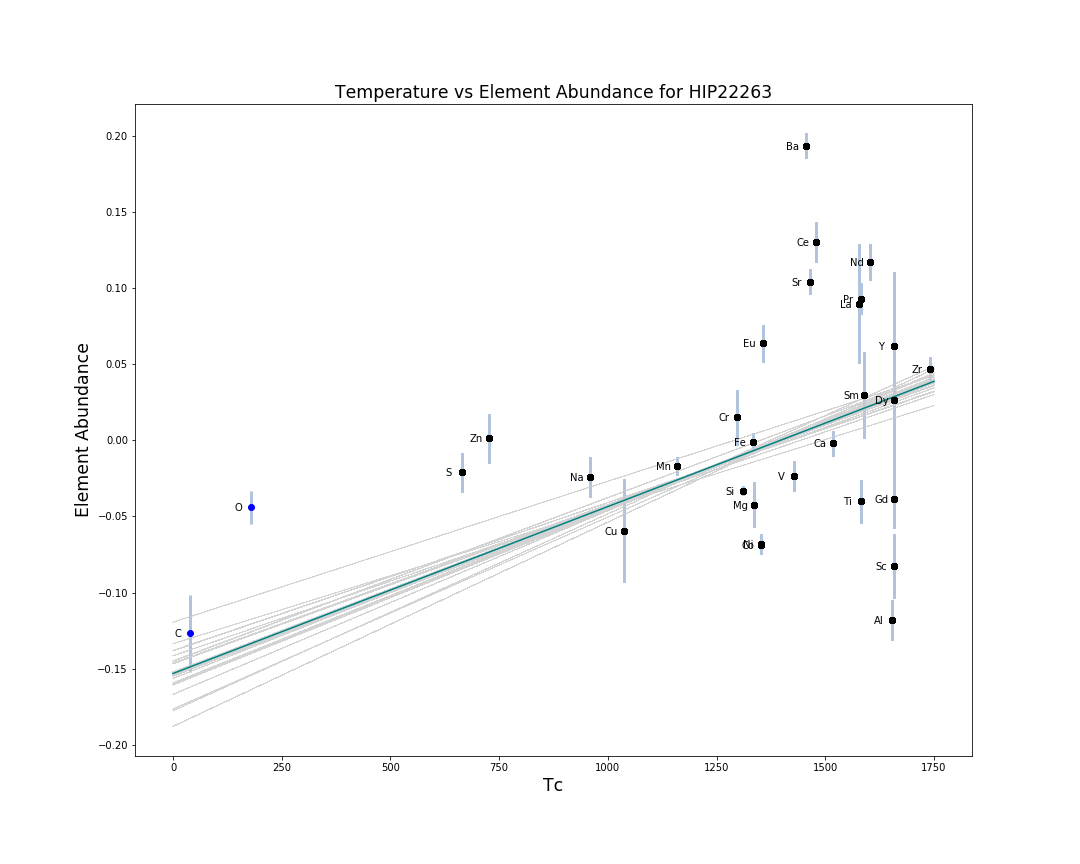 Temperature vs Element Abundance for HIP22263
Element Abundance
0.20
0.15
0.10
0.05
0.00
−0.05
−0.10
−0.15
−0.20
Ba
Ce
Nd
Sr
Pr
La
Eu
Y
Zr
Sm
Dy
Cr
Zn
Fe
Ca
Mn
S
Na
V
Si
Ti
Gd
Mg
O
Cu
Ni
Co
Sc
Al
C
0 250 500 750 1000 1250 1500 1750
Tc